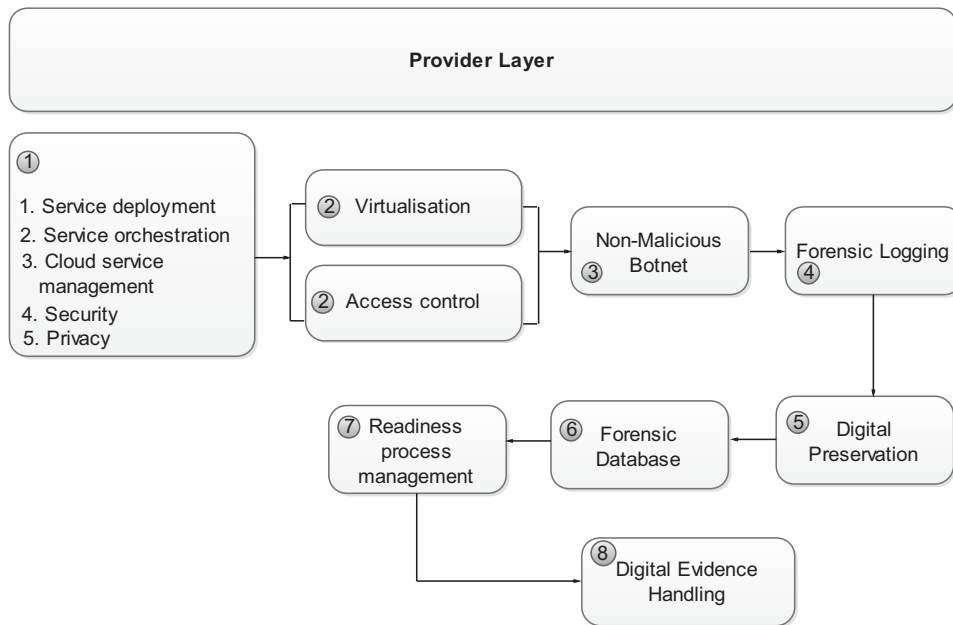 Provider Layer
1
1. Service deployment
2. Service orchestration
3. Cloud service
management
4. Security
5. Privacy
2 Virtualisation
2 Access control
Non-Malicious
Botnet
3
Forensic Logging
4
5 Digital
Preservation
6 Forensic
Database
7 Readiness
process
management
8
Digital Evidence
Handling